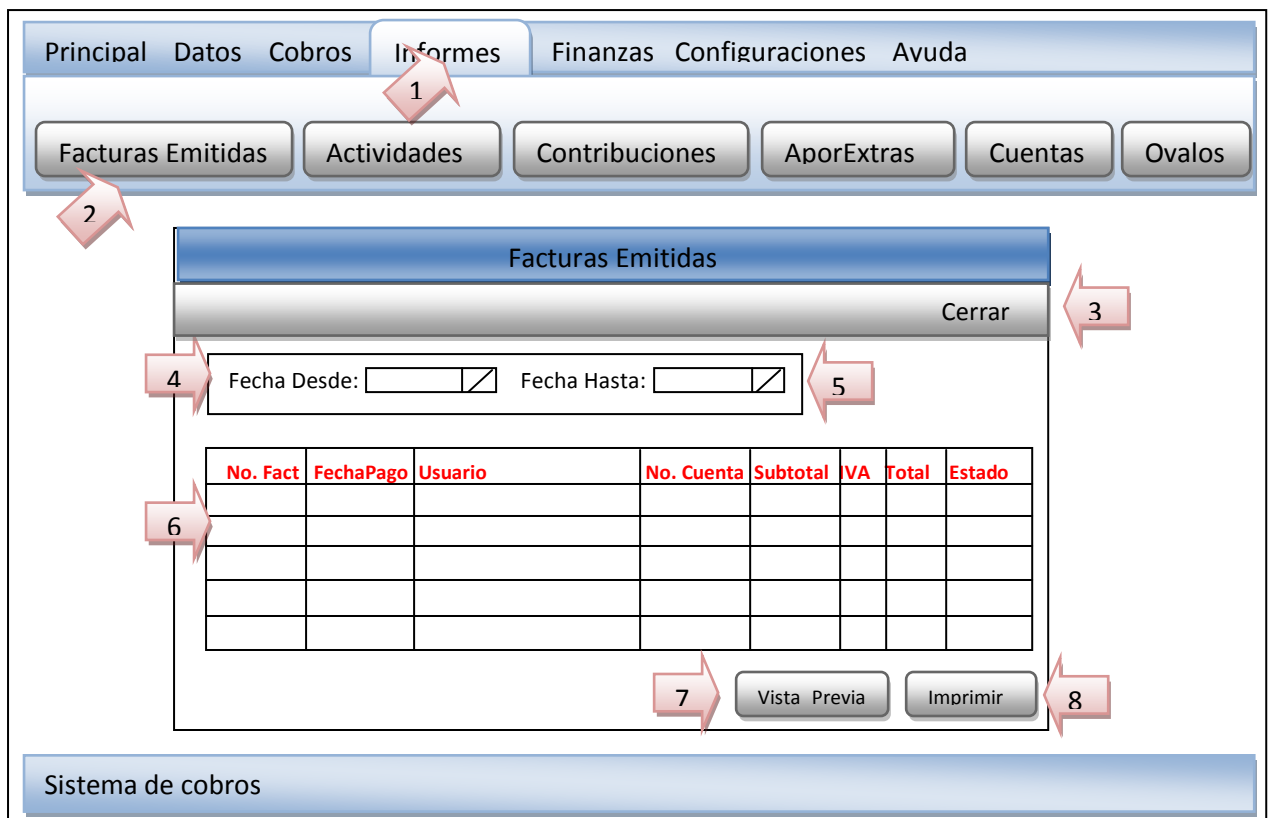 Principal Datos Cobros Informes Finanzas Configuraciones Ayuda
1
Facturas Emitidas Actividades Contribuciones AporExtras Cuentas Ovalos
2
Facturas Emitidas
Cerrar 3
4 Fecha Desde: Fecha Hasta: 5
No. Fact FechaPago Usuario No. Cuenta Subtotal IVA Total Estado
6
7 Vista Previa Imprimir 8
Sistema de cobros